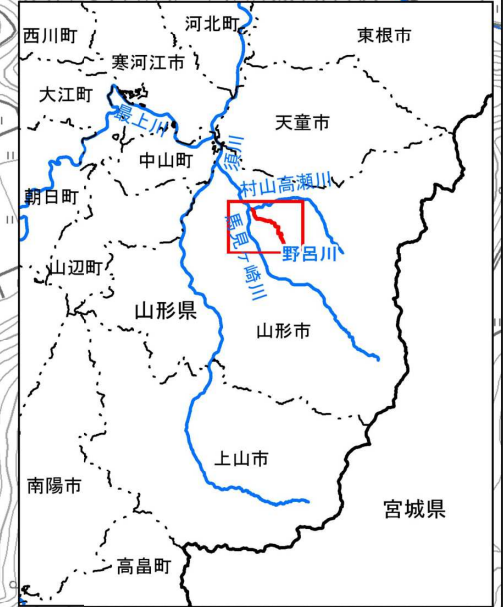 河北町
西川町
東根市
寒河江市
大江町
最上川
天童市
須川
中山町
朝日町
村山高瀬川
馬見ヶ崎川
野呂川
山辺町
山形県
山形市
上山市
南陽市
宮城県
高畠町